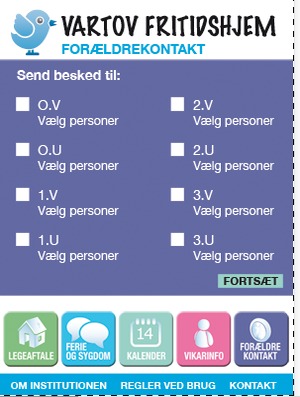 VARTOV FRITIDSHJEM
FORÆLDREKONTAKT
Send besked til:
O.V
Vælg personer
2.V
Vælg personer
O.U
Vælg personer
2.U
Vælg personer
1.V
Vælg personer
3.V
Vælg personer
1.U
Vælg personer
3.U
Vælg personer
FORTSÆT
LEGEAFTALE
FERIE
OG SYGDOM
14
KALENDER
VIKARINFO
FORÆLDRE
KONTAKT
OM INSTITUTIONEN REGLER VED BRUG KONTAKT